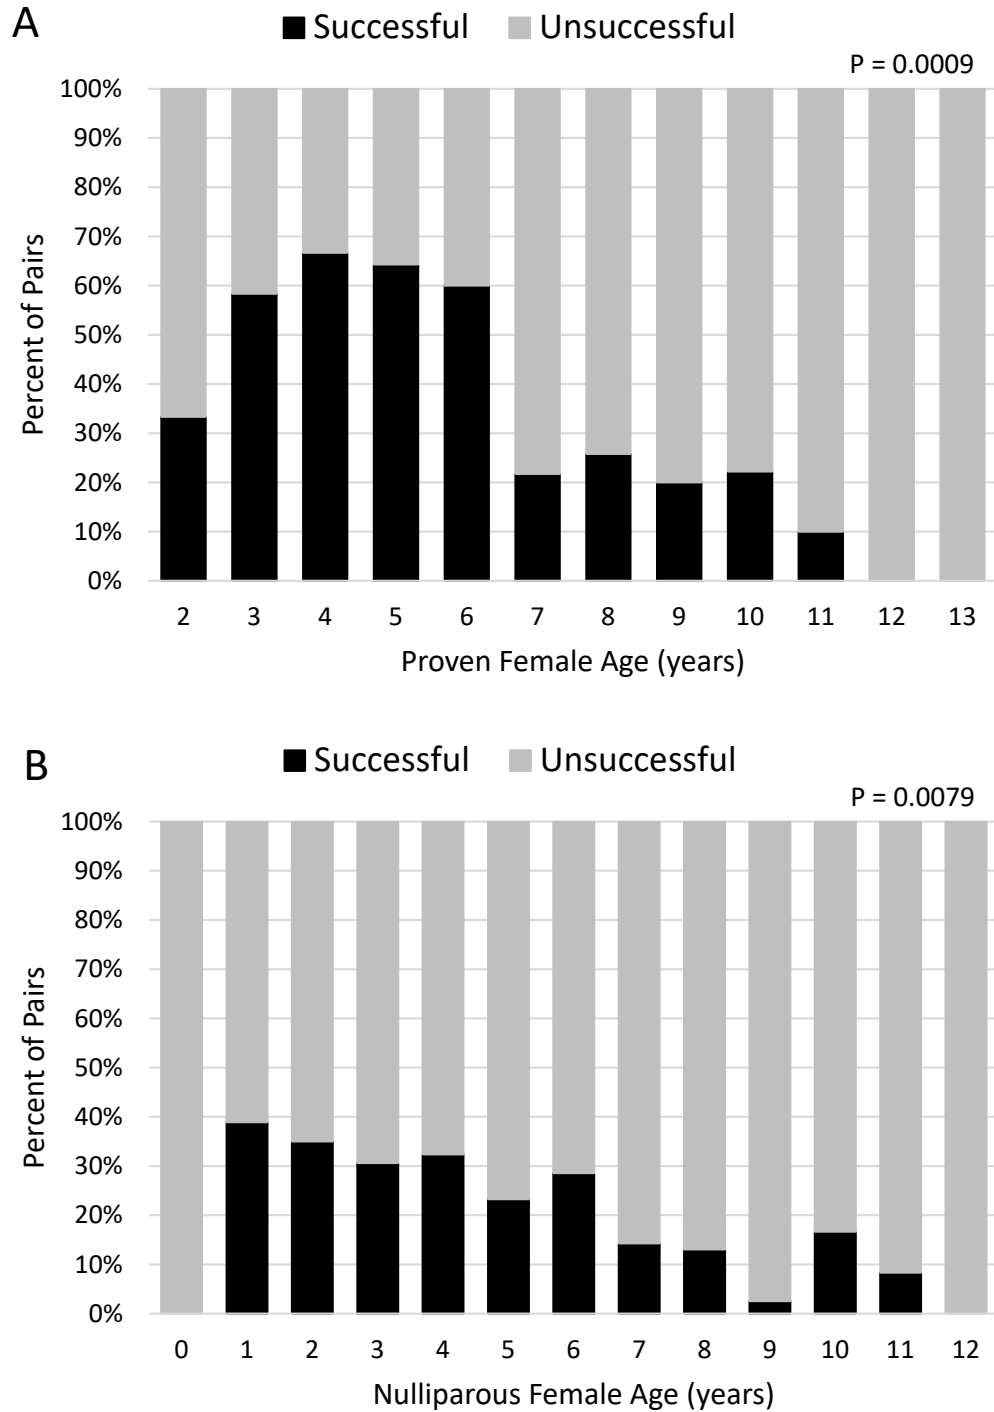 A
Successful Unsuccessful
P = 0.0009
100%
90%
80%
70%
60%
50%
40%
30%
20%
10%
0%
Percent of Pairs
2 3 4 5 6 7 8 9 10 11 12 13
Proven Female Age (years)
B
Successful Unsuccessful
P = 0.0079
100%
90%
80%
70%
60%
50%
40%
30%
20%
10%
0%
Percent of Pairs
0 1 2 3 4 5 6 7 8 9 10 11 12
Nulliparous Female Age (years)